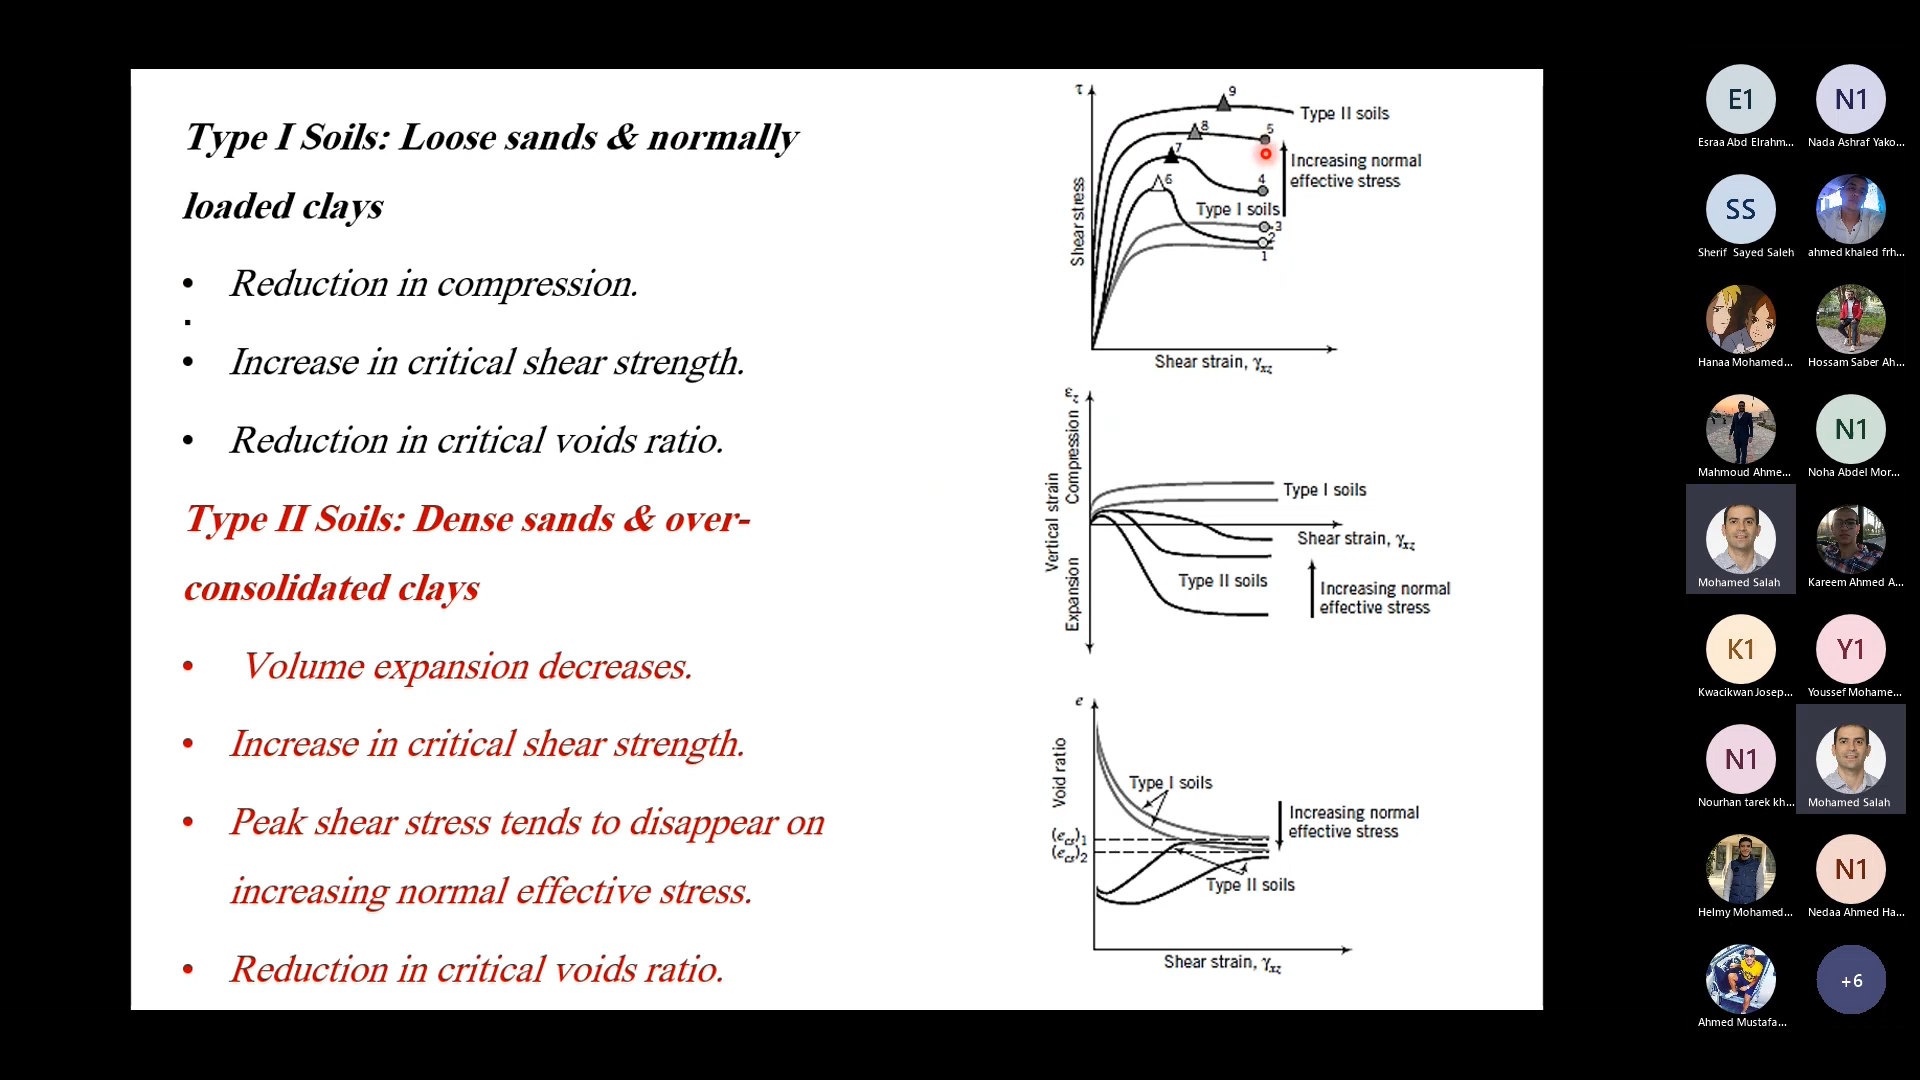 Type I Soils: Loose sands & normally
loaded clays
• Reduction in compression.
• Increase in critical shear strength.
• Reduction in critical voids ratio.
Type II Soils: Dense sands & over-
consolidated clays
• Volume expansion decreases.
• Increase in critical shear strength.
• Peak shear stress tends to disappear on
increasing normal effective stress.
• Reduction in critical voids ratio.
τ
Shear stress
9
8
7
6
5
4
3
2
1
Type II soils
Increasing normal
effective stress
Type I soils
Shear strain, γxz
εz
Vertical strain
Compression
Expansion
Type I soils
Shear strain, γxz
Type II soils
Increasing normal
effective stress
e
Void ratio
Type I soils
(ecs)1
(ecs)2
Increasing normal
effective stress
Type II soils
Shear strain, γxz
E1
Esraa Abd Elrahm...
N1
Nada Ashraf Yako...
SS
Sherif Sayed Saleh
ahmed khaled frh...
Hanaa Mohamed...
Hossam Saber Ah...
Mahmoud Ahme...
N1
Noha Abdel Mor...
Mohamed Salah
Kareem Ahmed A...
K1
Kwacikwan Josep...
Y1
Youssef Mohame...
N1
Nourhan tarek kh...
Mohamed Salah
Helmy Mohamed...
N1
Nedaa Ahmed Ha...
Ahmed Mustafa...
+6